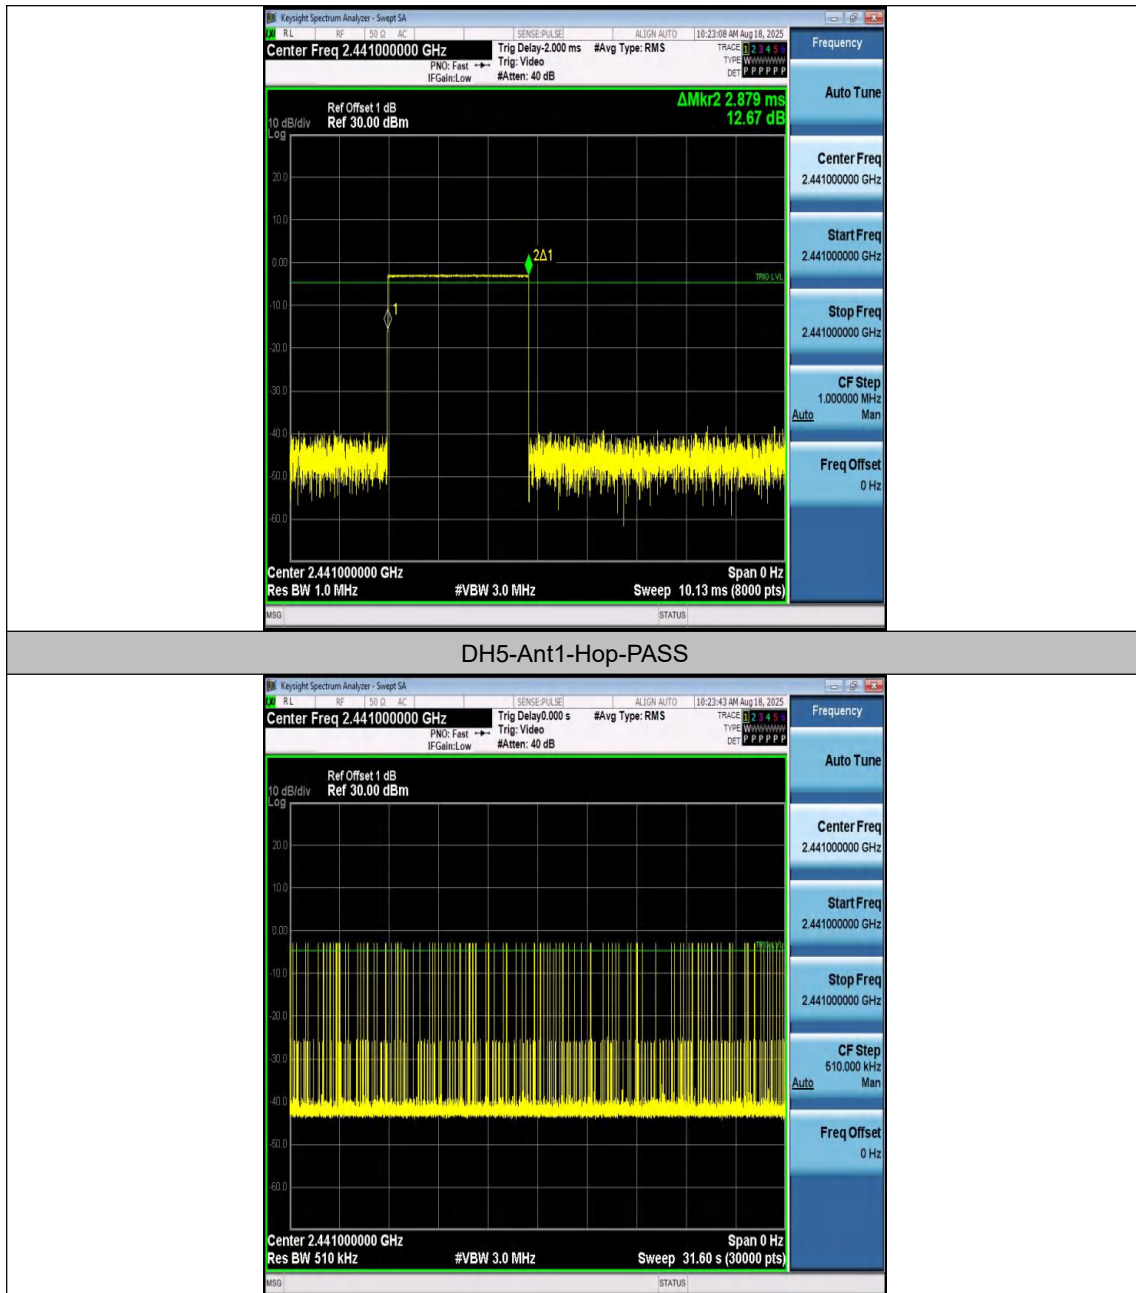 Keysight Spectrum Analyzer - Swept SA
RL RF 50 Ω AC SENSE:PULSE ALIGN AUTO 10:23:08 AM Aug 18, 2025
Center Freq 2.441000000 GHz
PNO: Fast
IFGain:Low
Trig Delay-2.000 ms
Trig: Video
#Atten: 40 dB
#Avg Type: RMS
TRACE 1 2 3 4 5 6
TYPE WWWWWW
DET P P P P P P
Frequency
Auto Tune
Center Freq
2.441000000 GHz
Start Freq
2.441000000 GHz
Stop Freq
2.441000000 GHz
CF Step
1.000000 MHz
Auto Man
Freq Offset
0 Hz
ΔMkr2 2.879 ms
12.67 dB
Ref Offset 1 dB
10 dB/div Ref 30.00 dBm
Log
20.0
10.0
0.00
-10.0
-20.0
-30.0
-40.0
-50.0
-60.0
2Δ1
TRIG LVL
1
Center 2.441000000 GHz Span 0 Hz
Res BW 1.0 MHz #VBW 3.0 MHz Sweep 10.13 ms (8000 pts)
MSG STATUS
DH5-Ant1-Hop-PASS
Keysight Spectrum Analyzer - Swept SA
RL RF 50 Ω AC SENSE:PULSE ALIGN AUTO 10:23:43 AM Aug 18, 2025
Center Freq 2.441000000 GHz
PNO: Fast
IFGain:Low
Trig Delay0.000 s
Trig: Video
#Atten: 40 dB
#Avg Type: RMS
TRACE 1 2 3 4 5 6
TYPE WWWWWW
DET P P P P P P
Frequency
Auto Tune
Center Freq
2.441000000 GHz
Start Freq
2.441000000 GHz
Stop Freq
2.441000000 GHz
CF Step
510.000 kHz
Auto Man
Freq Offset
0 Hz
Ref Offset 1 dB
10 dB/div Ref 30.00 dBm
Log
20.0
10.0
0.00
-10.0
-20.0
-30.0
-40.0
-50.0
-60.0
TRIG LVL
Center 2.441000000 GHz Span 0 Hz
Res BW 510 kHz #VBW 3.0 MHz Sweep 31.60 s (30000 pts)
MSG STATUS